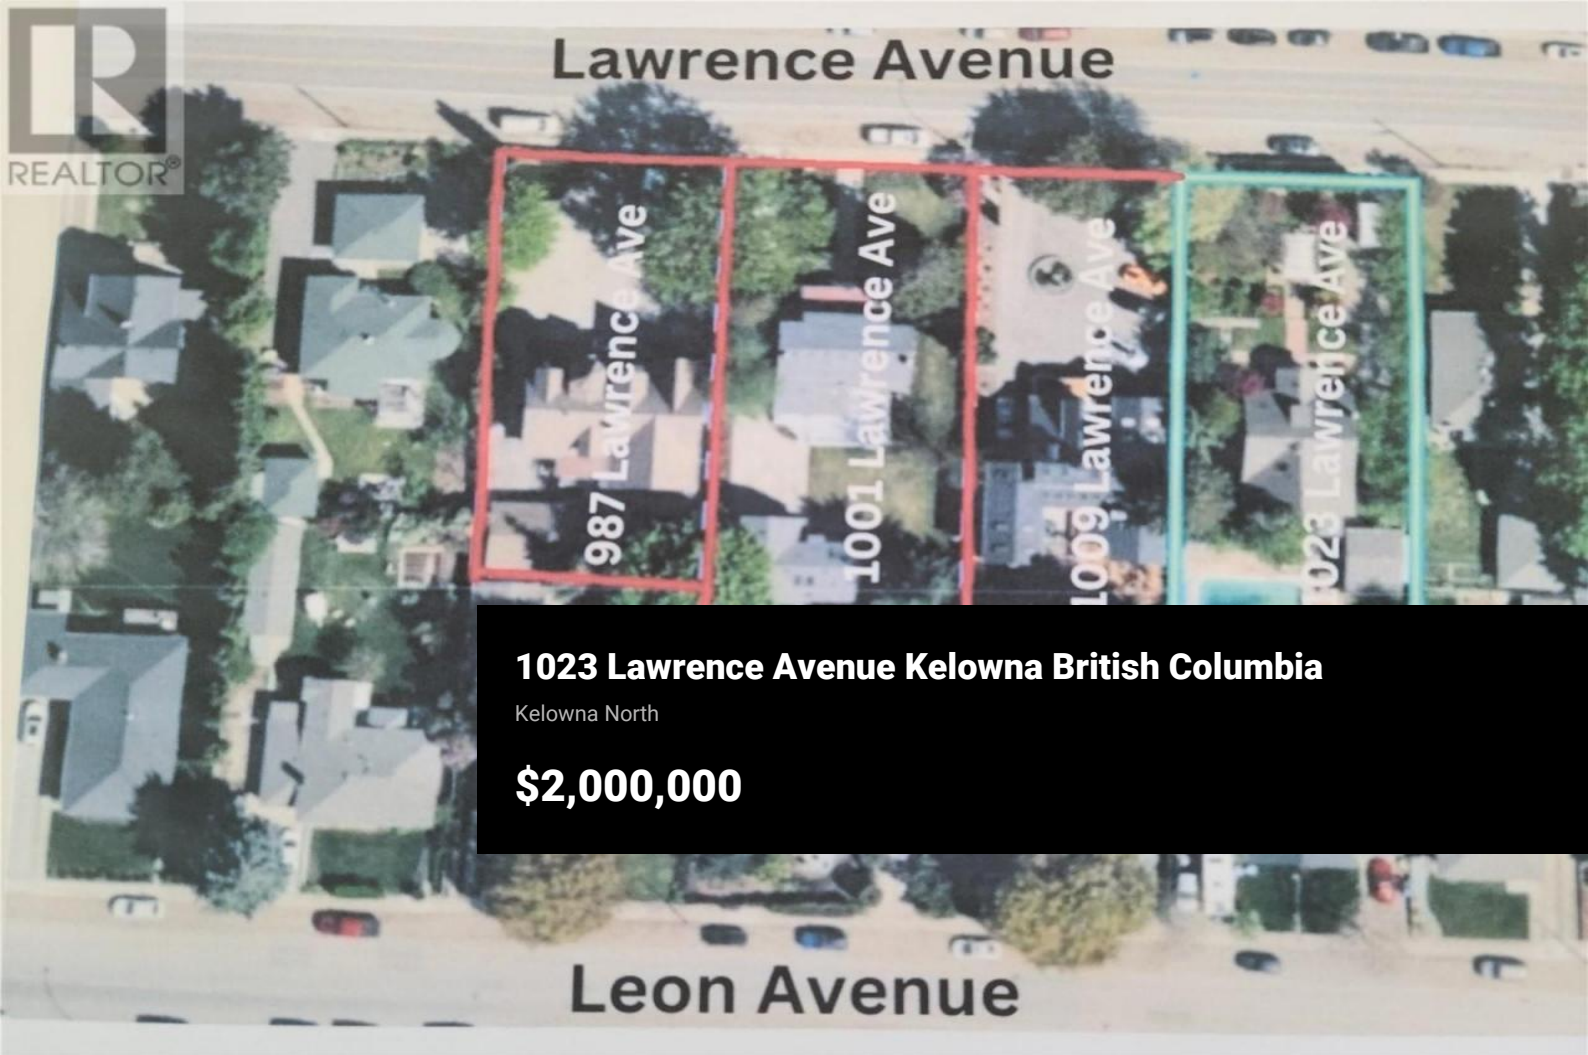 REALTOR®
Lawrence Avenue
987 Lawrence Ave
1001 Lawrence Ave
1009 Lawrence Ave
1023 Lawrence Ave
1023 Lawrence Avenue Kelowna British Columbia
Kelowna North
$2,000,000
Leon Avenue